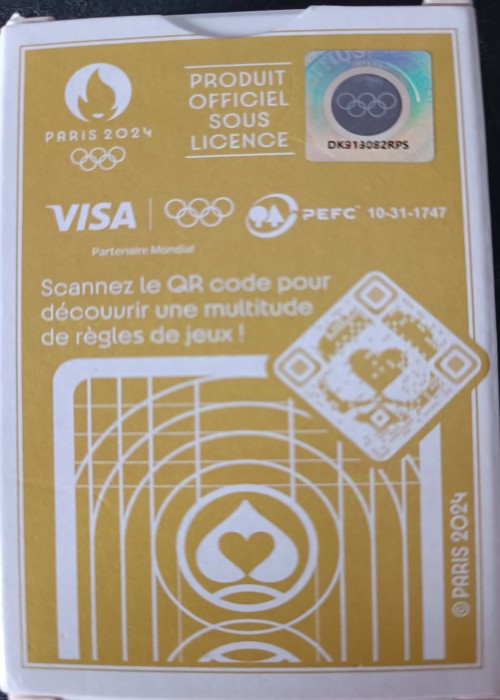 PARIS 2024
PRODUIT
OFFICIEL
SOUS
LICENCE
DK913082RPS
VISA
Partenaire Mondial
PEFC™ 10-31-1747
Scannez le QR code pour
découvrir une multitude
de règles de jeux !
© PARIS 2024